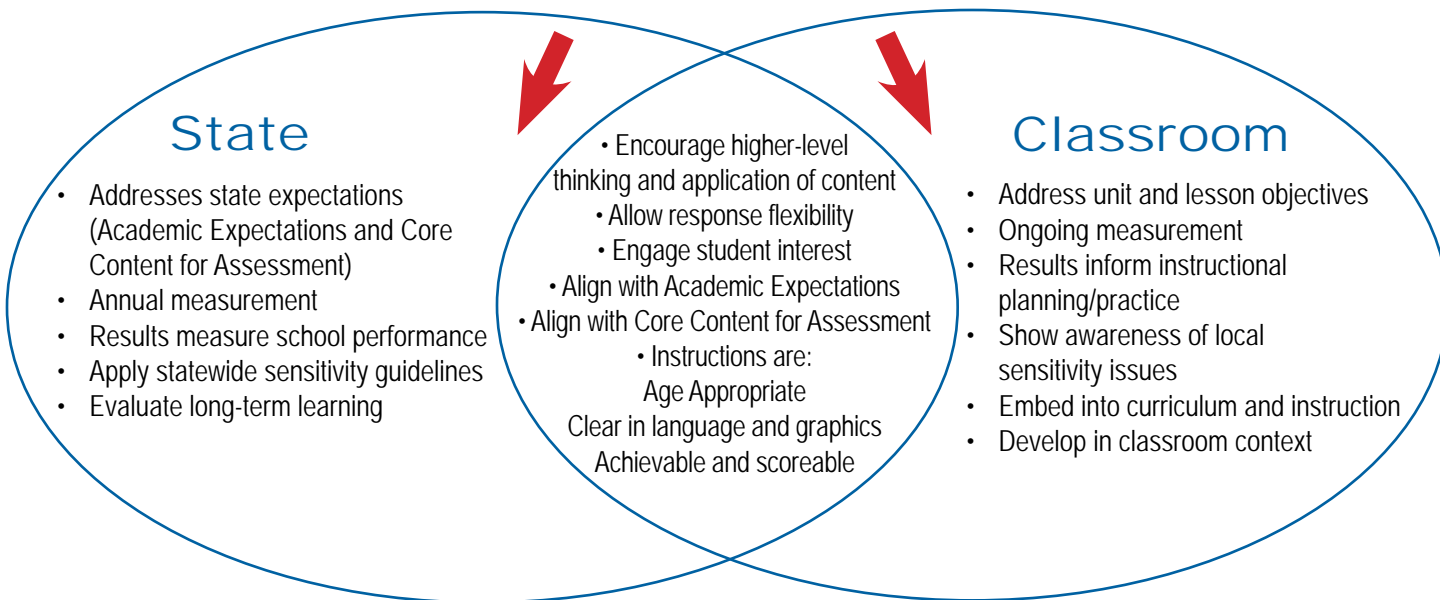 State
• Addresses state expectations
(Academic Expectations and Core
Content for Assessment)
• Annual measurement
• Results measure school performance
• Apply statewide sensitivity guidelines
• Evaluate long-term learning
• Encourage higher-level
thinking and application of content
• Allow response flexibility
• Engage student interest
• Align with Academic Expectations
• Align with Core Content for Assessment
• Instructions are:
Age Appropriate
Clear in language and graphics
Achievable and scoreable
Classroom
• Address unit and lesson objectives
• Ongoing measurement
• Results inform instructional
planning/practice
• Show awareness of local
sensitivity issues
• Embed into curriculum and instruction
• Develop in classroom context